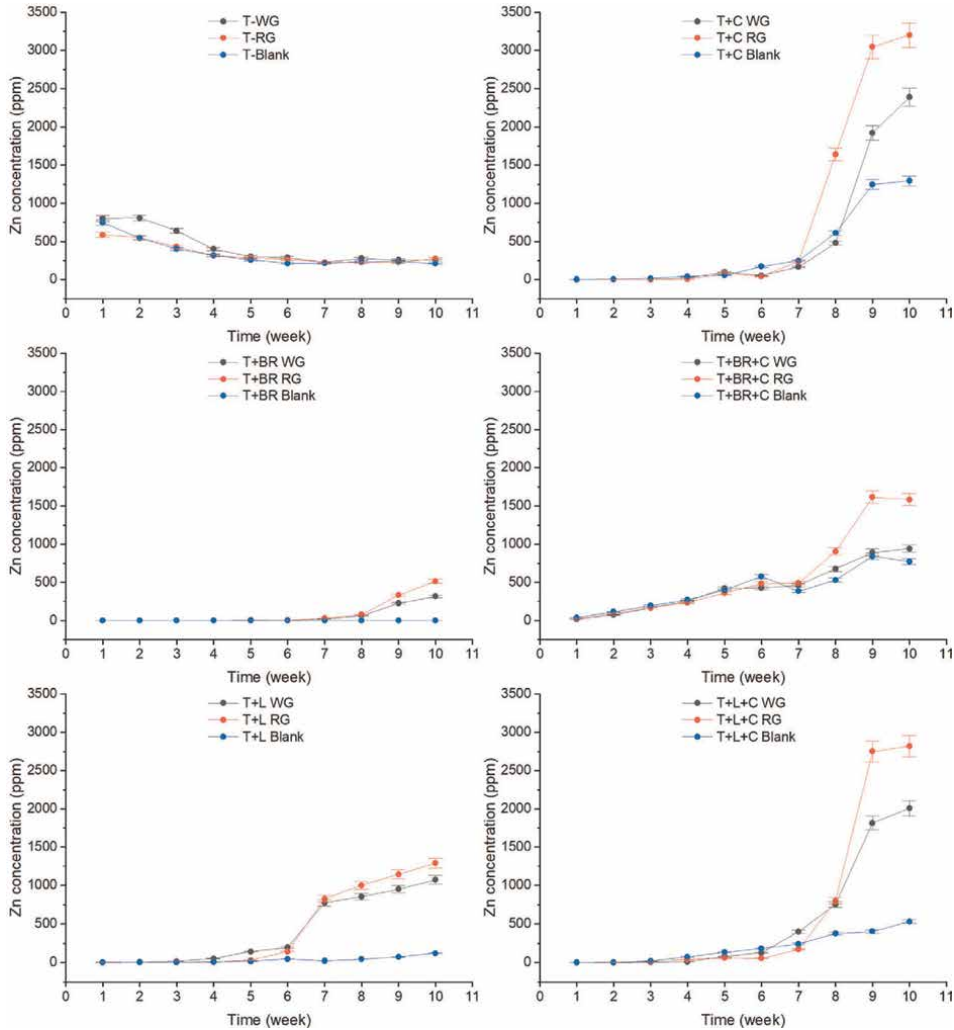 T-WG
T-RG
T-Blank
3500
3000
2500
2000
1500
1000
500
0
Zn concentration (ppm)
0 1 2 3 4 5 6 7 8 9 10 11
Time (week)
T+C WG
T+C RG
T+C Blank
3500
3000
2500
2000
1500
1000
500
0
Zn concentration (ppm)
0 1 2 3 4 5 6 7 8 9 10 11
Time (week)
T+BR WG
T+BR RG
T+BR Blank
3500
3000
2500
2000
1500
1000
500
0
Zn concentration (ppm)
0 1 2 3 4 5 6 7 8 9 10 11
Time (week)
T+BR+C WG
T+BR+C RG
T+BR+C Blank
3500
3000
2500
2000
1500
1000
500
0
Zn concentration (ppm)
0 1 2 3 4 5 6 7 8 9 10 11
Time (week)
T+L WG
T+L RG
T+L Blank
3500
3000
2500
2000
1500
1000
500
0
Zn concentration (ppm)
0 1 2 3 4 5 6 7 8 9 10 11
Time (week)
T+L+C WG
T+L+C RG
T+L+C Blank
3500
3000
2500
2000
1500
1000
500
0
Zn concentration (ppm)
0 1 2 3 4 5 6 7 8 9 10 11
Time (week)